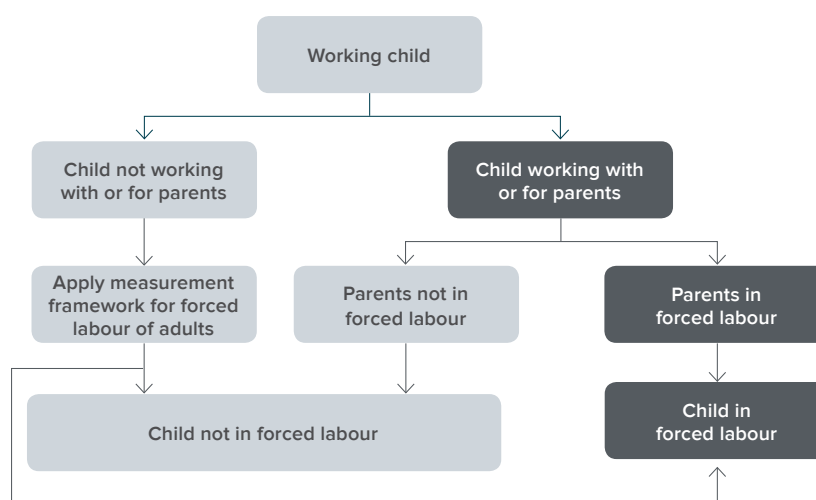 Working child
Child not working
with or for parents
Child working with
or for parents
Apply measurement
framework for forced
labour of adults
Parents not in
forced labour
Parents in
forced labour
Child not in forced labour
Child in
forced labour